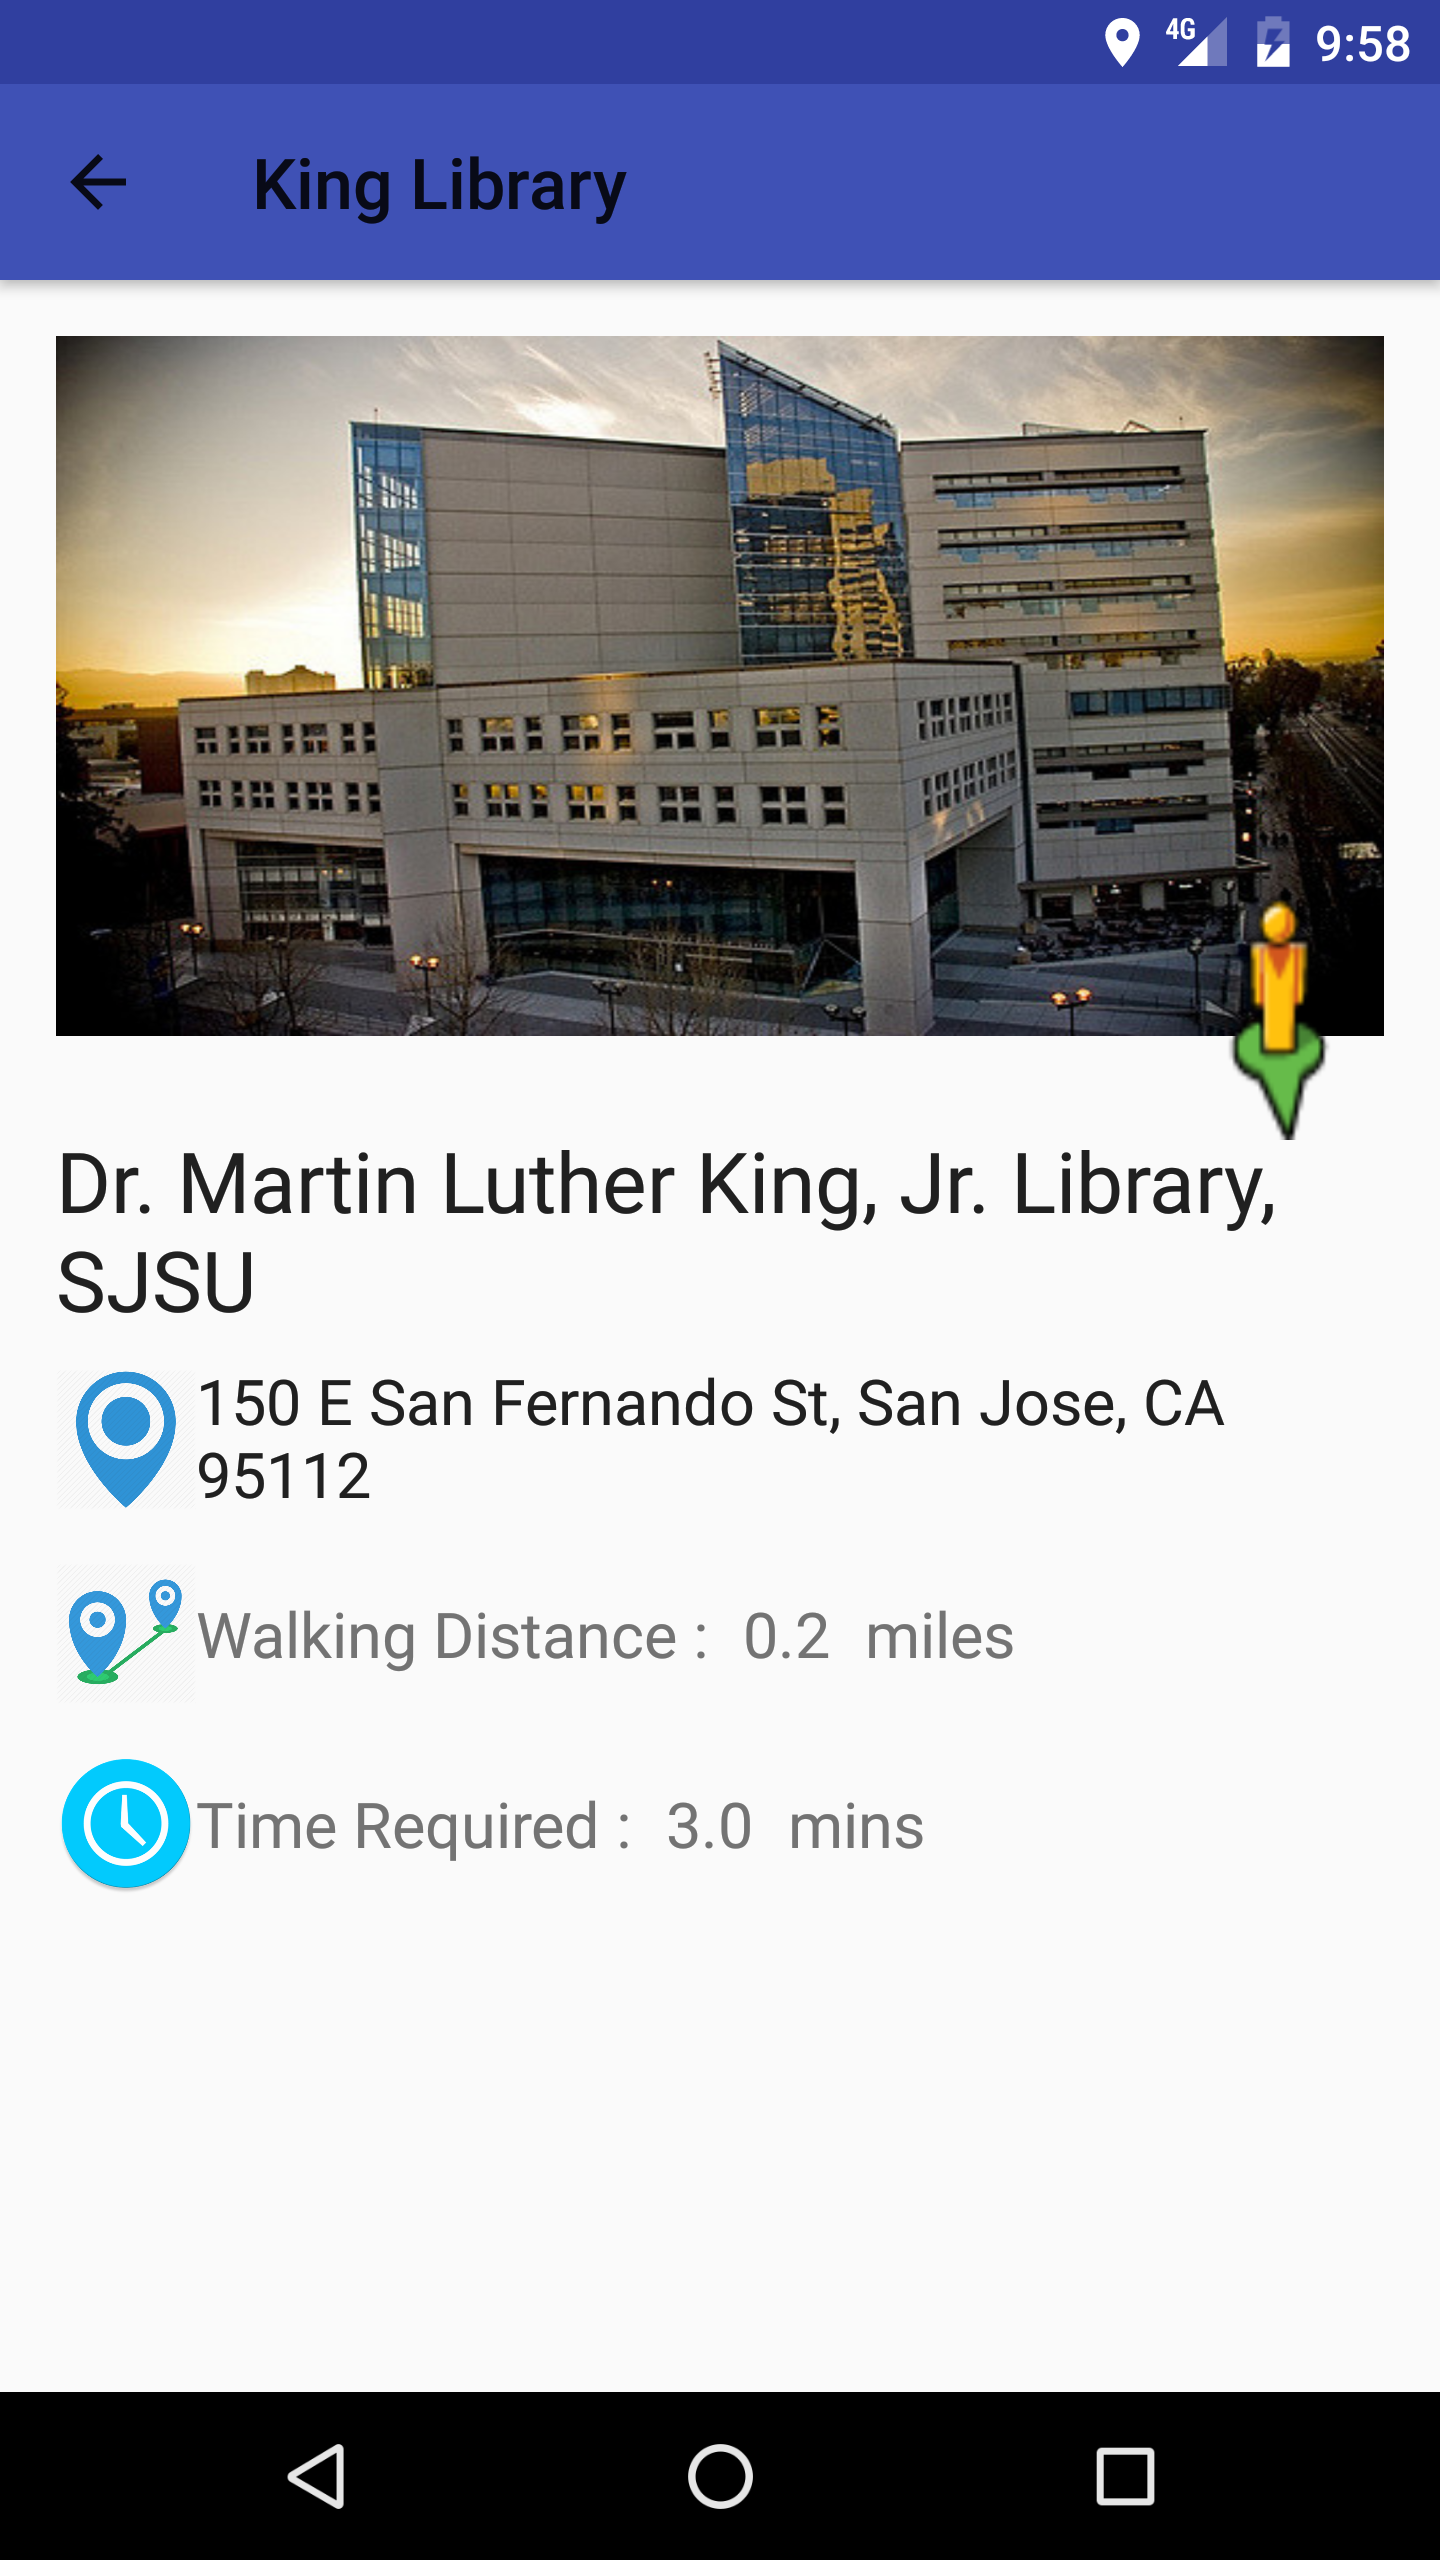 4G 9:58
King Library
Dr. Martin Luther King, Jr. Library,
SJSU
150 E San Fernando St, San Jose, CA
95112
Walking Distance : 0.2 miles
Time Required : 3.0 mins